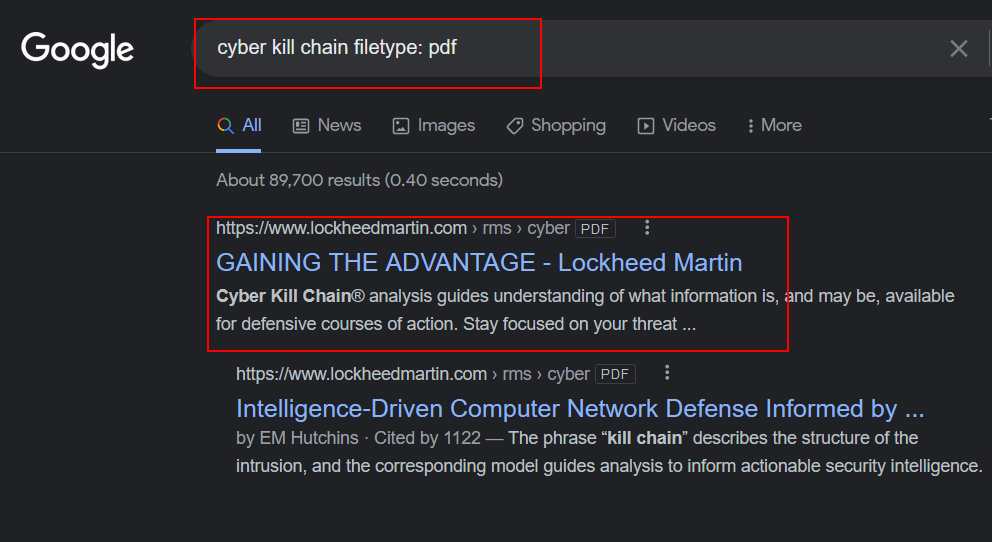 Google
cyber kill chain filetype: pdf
All News Images Shopping Videos More
About 89,700 results (0.40 seconds)
https://www.lockheedmartin.com › rms › cyber PDF
GAINING THE ADVANTAGE - Lockheed Martin
Cyber Kill Chain® analysis guides understanding of what information is, and may be, available
for defensive courses of action. Stay focused on your threat ...
https://www.lockheedmartin.com › rms › cyber PDF
Intelligence-Driven Computer Network Defense Informed by ...
by EM Hutchins · Cited by 1122 — The phrase “kill chain” describes the structure of the
intrusion, and the corresponding model guides analysis to inform actionable security intelligence.